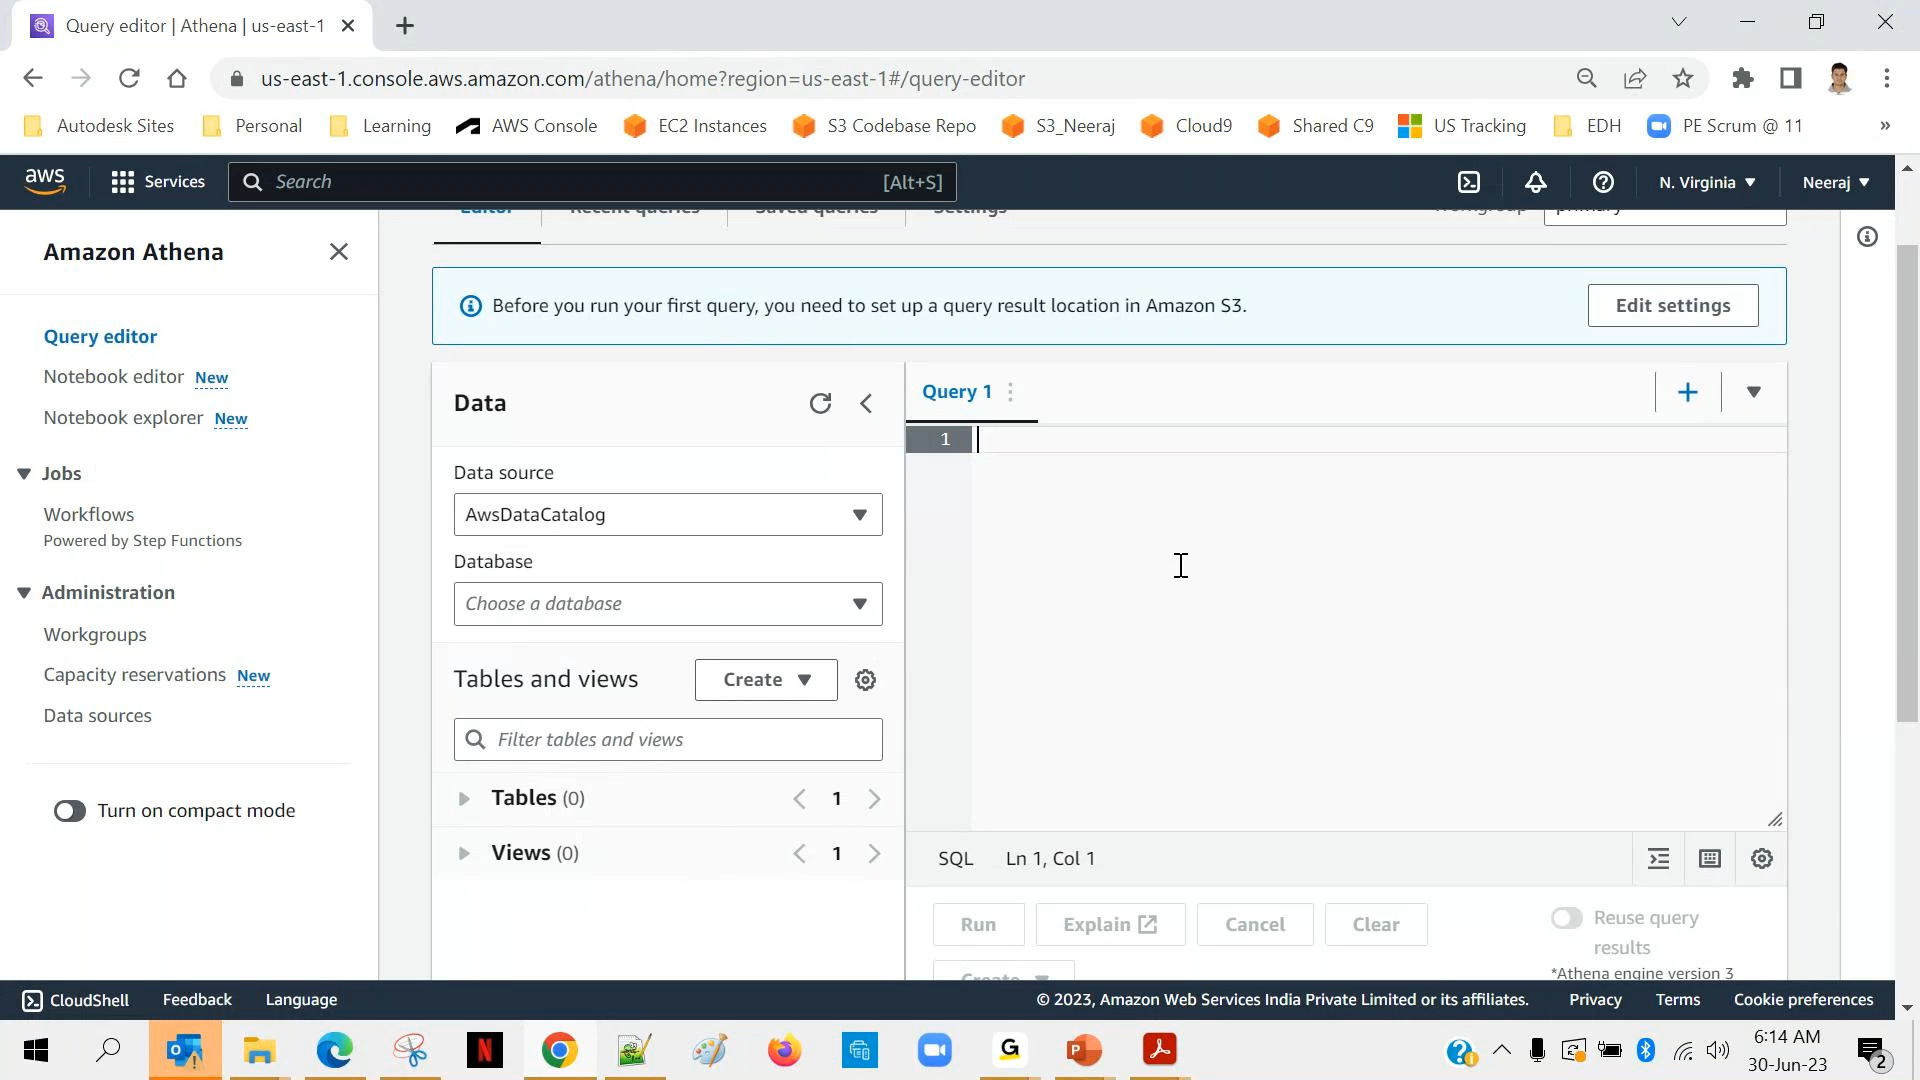 Query editor | Athena | us-east-1
us-east-1.console.aws.amazon.com/athena/home?region=us-east-1#/query-editor
Autodesk Sites
Personal
Learning
AWS Console
EC2 Instances
S3 Codebase Repo
S3_Neeraj
Cloud9
Shared C9
US Tracking
EDH
PE Scrum @ 11
»
aws
Services
Search
[Alt+S]
N. Virginia
Neeraj
Amazon Athena
Query editor
Notebook editor New
Notebook explorer New
Jobs
Workflows
Powered by Step Functions
Administration
Workgroups
Capacity reservations New
Data sources
Turn on compact mode
Editor
Recent queries
Saved queries
Settings
Workgroup
primary
Before you run your first query, you need to set up a query result location in Amazon S3.
Edit settings
Data
Data source
AwsDataCatalog
Database
Choose a database
Tables and views
Create
Filter tables and views
Tables (0)
1
Views (0)
1
Query 1
1
SQL
Ln 1, Col 1
Run
Explain
Cancel
Clear
Create
Reuse query
results
*Athena engine version 3
CloudShell
Feedback
Language
© 2023, Amazon Web Services India Private Limited or its affiliates.
Privacy
Terms
Cookie preferences
N
G
P
6:14 AM
30-Jun-23
2